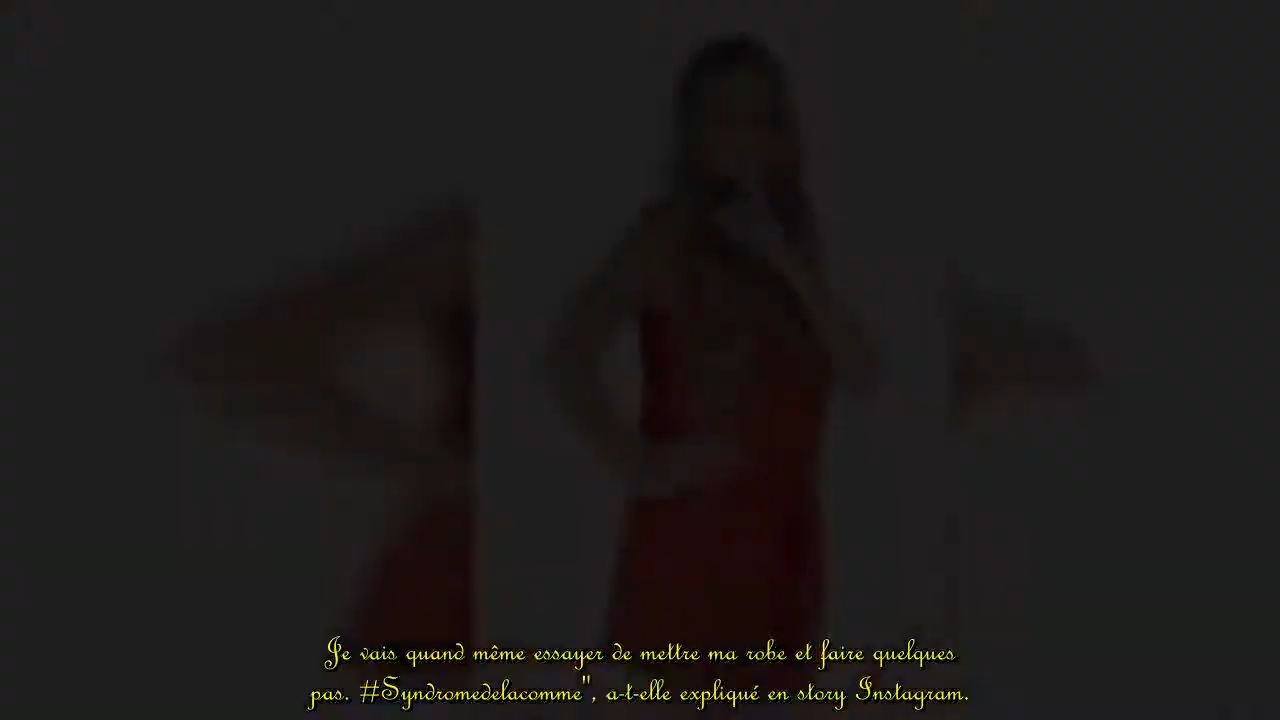 Je vais quand même essayer de mettre ma robe et faire quelques
pas. #Syndromedelacomme", a-t-elle expliqué en story Instagram.